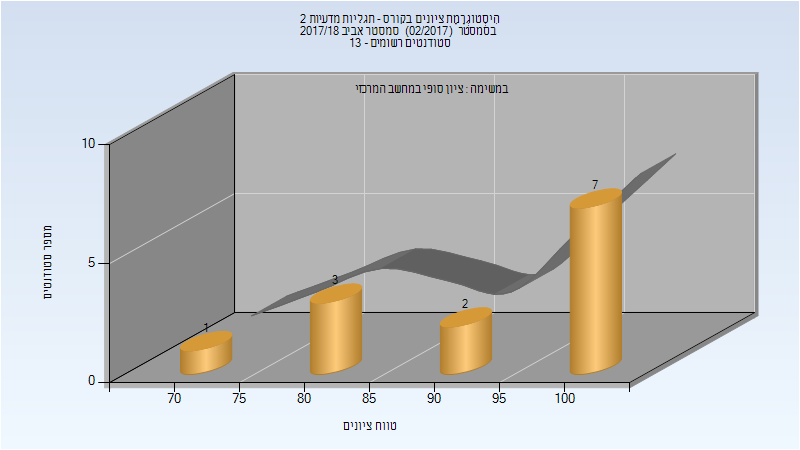 היסטוגרמת ציונים בקורס - תגליות מדעיות 2
בסמסטר (02/2017) סמסטר אביב 2017/18
סטודנטים רשומים - 13
במשימה : ציון סופי במחשב המרכזי
10
5
0
מספר סטודנטים
1
3
2
7
70 75 80 85 90 95 100
טווח ציונים